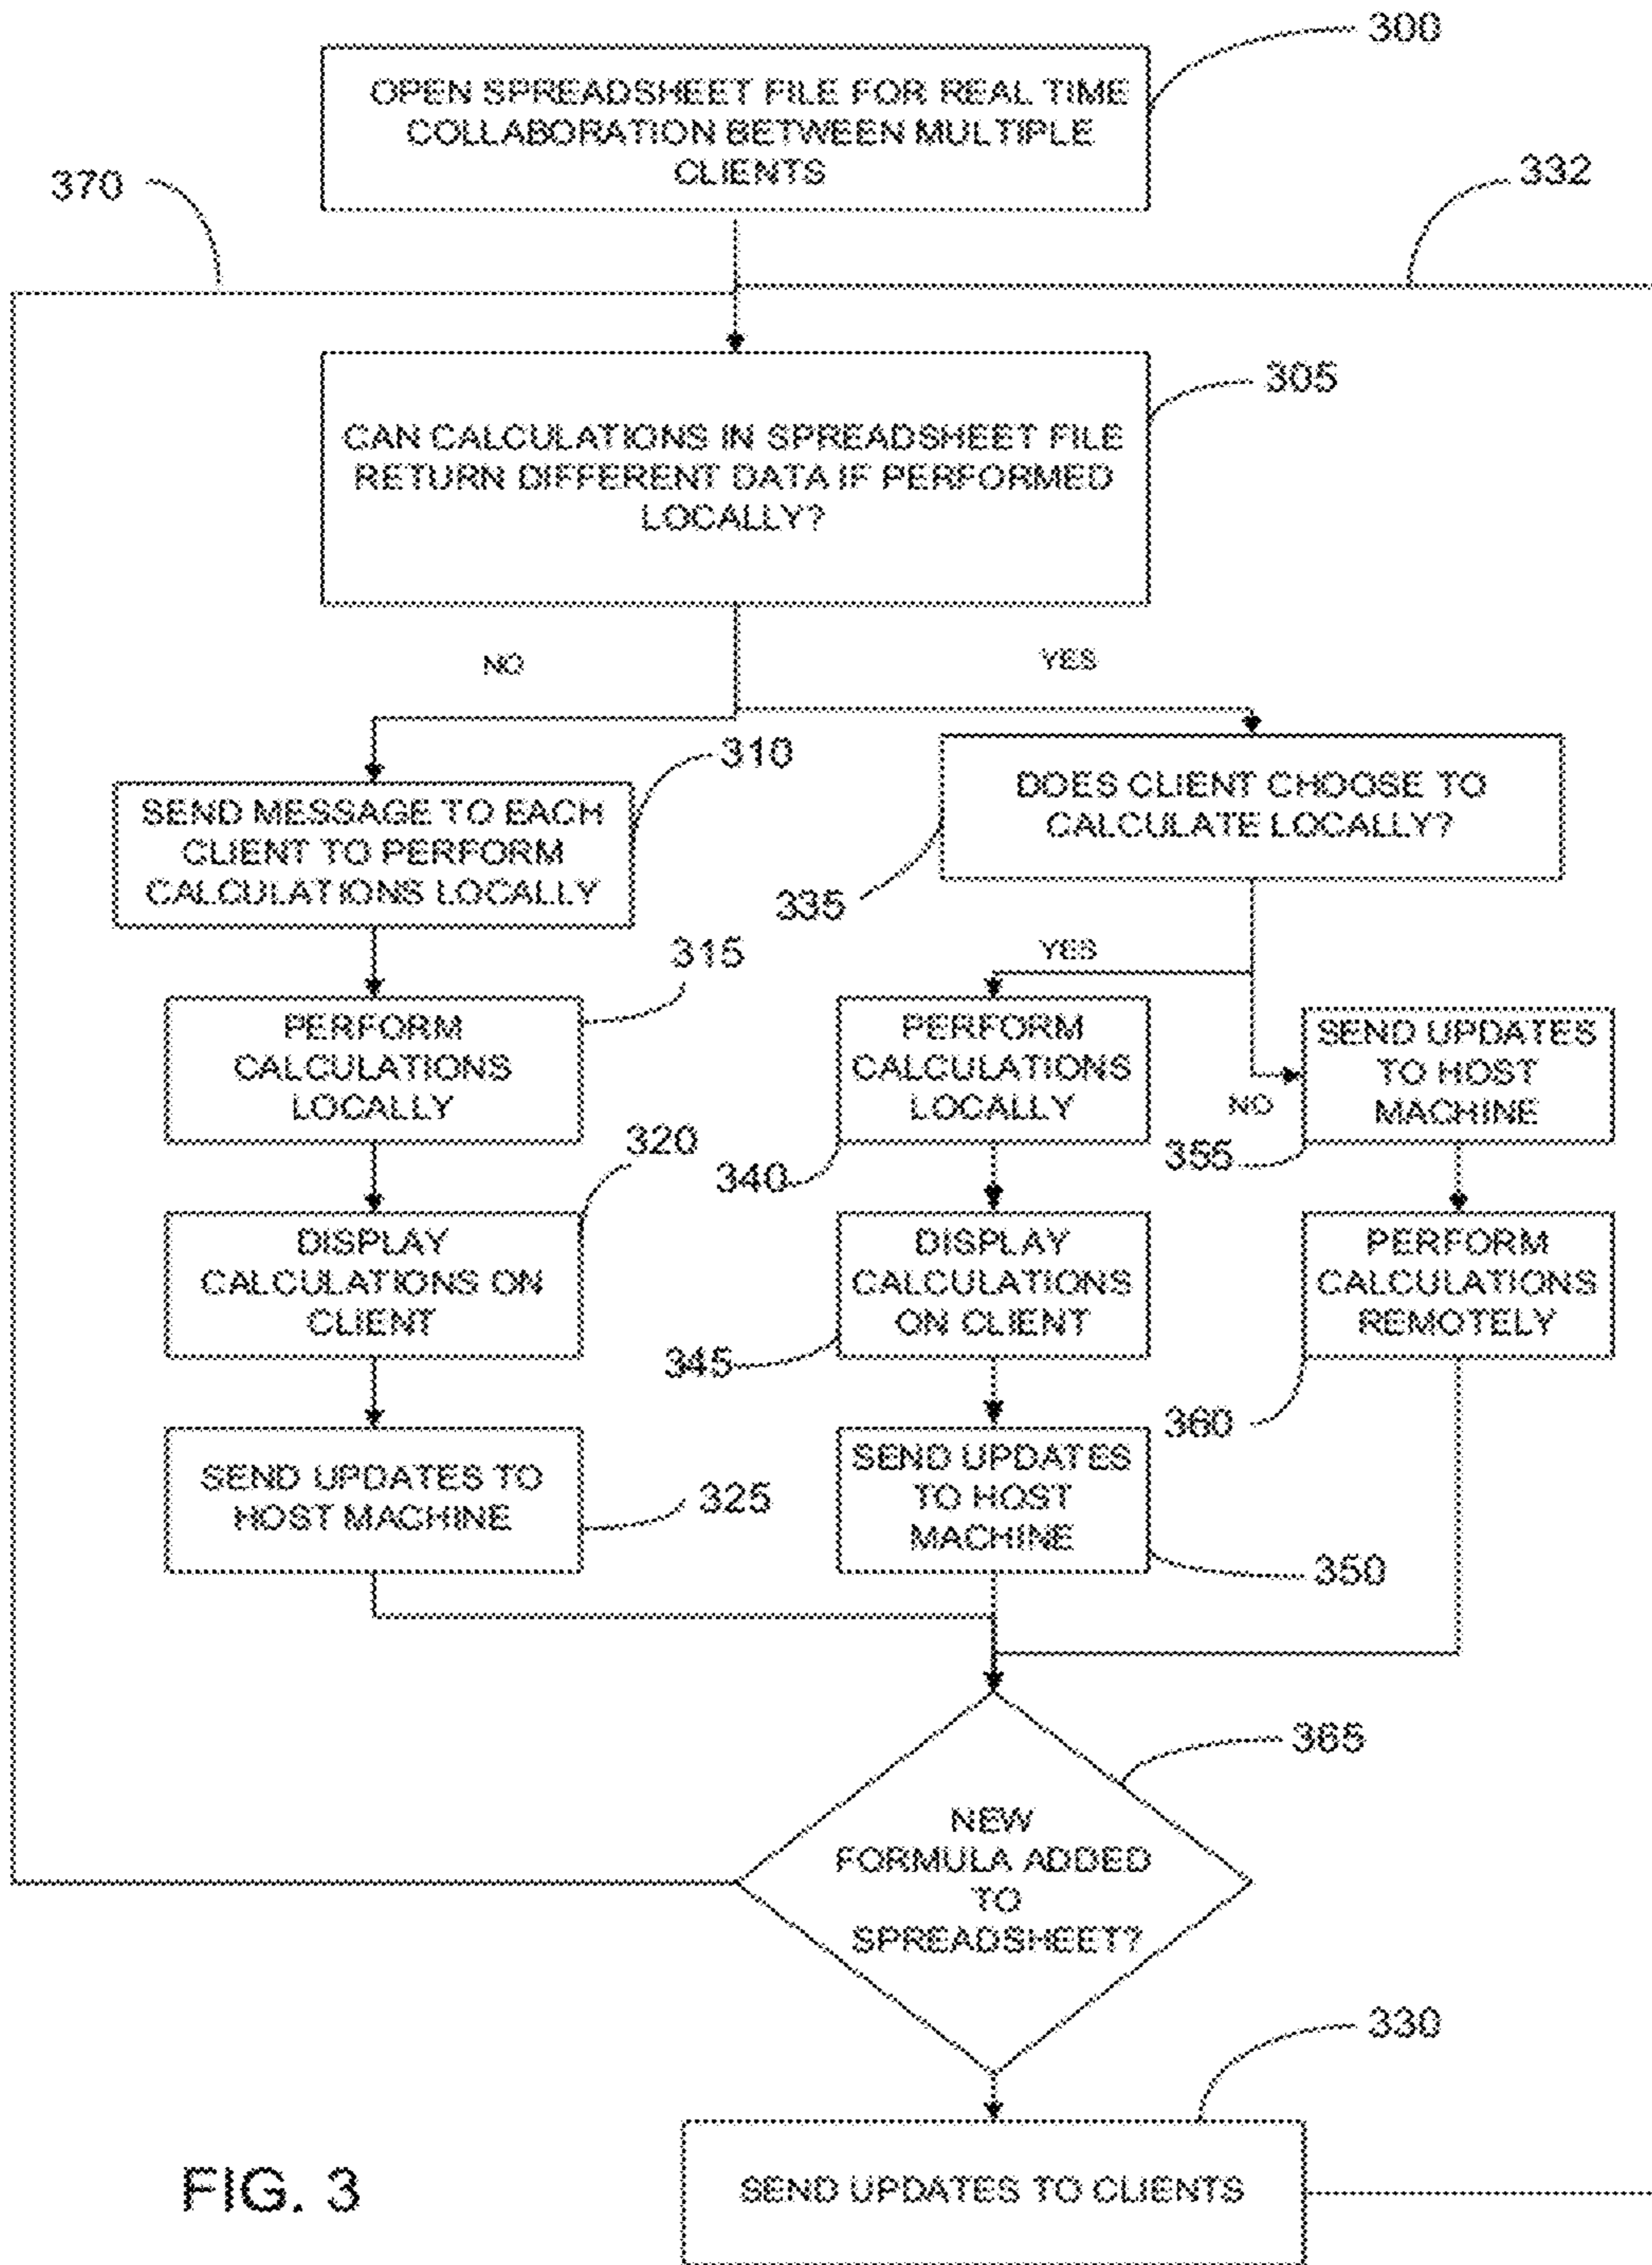 300
OPEN SPREADSHEET FILE FOR REAL TIME
COLLABORATION BETWEEN MULTIPLE
CLIENTS
370
332
305
CAN CALCULATIONS IN SPREADSHEET FILE
RETURN DIFFERENT DATA IF PERFORMED
LOCALLY?
NO
YES
310
SEND MESSAGE TO EACH
CLIENT TO PERFORM
CALCULATIONS LOCALLY
DOES CLIENT CHOOSE TO
CALCULATE LOCALLY?
335
315
YES
PERFORM
CALCULATIONS
LOCALLY
PERFORM
CALCULATIONS
LOCALLY
NO
SEND UPDATES
TO HOST
MACHINE
320
340
355
DISPLAY
CALCULATIONS ON
CLIENT
DISPLAY
CALCULATIONS
ON CLIENT
PERFORM
CALCULATIONS
REMOTELY
345
360
SEND UPDATES TO
HOST MACHINE
325
SEND UPDATES
TO HOST
MACHINE
350
365
NEW
FORMULA ADDED
TO
SPREADSHEET?
330
SEND UPDATES TO CLIENTS
FIG. 3